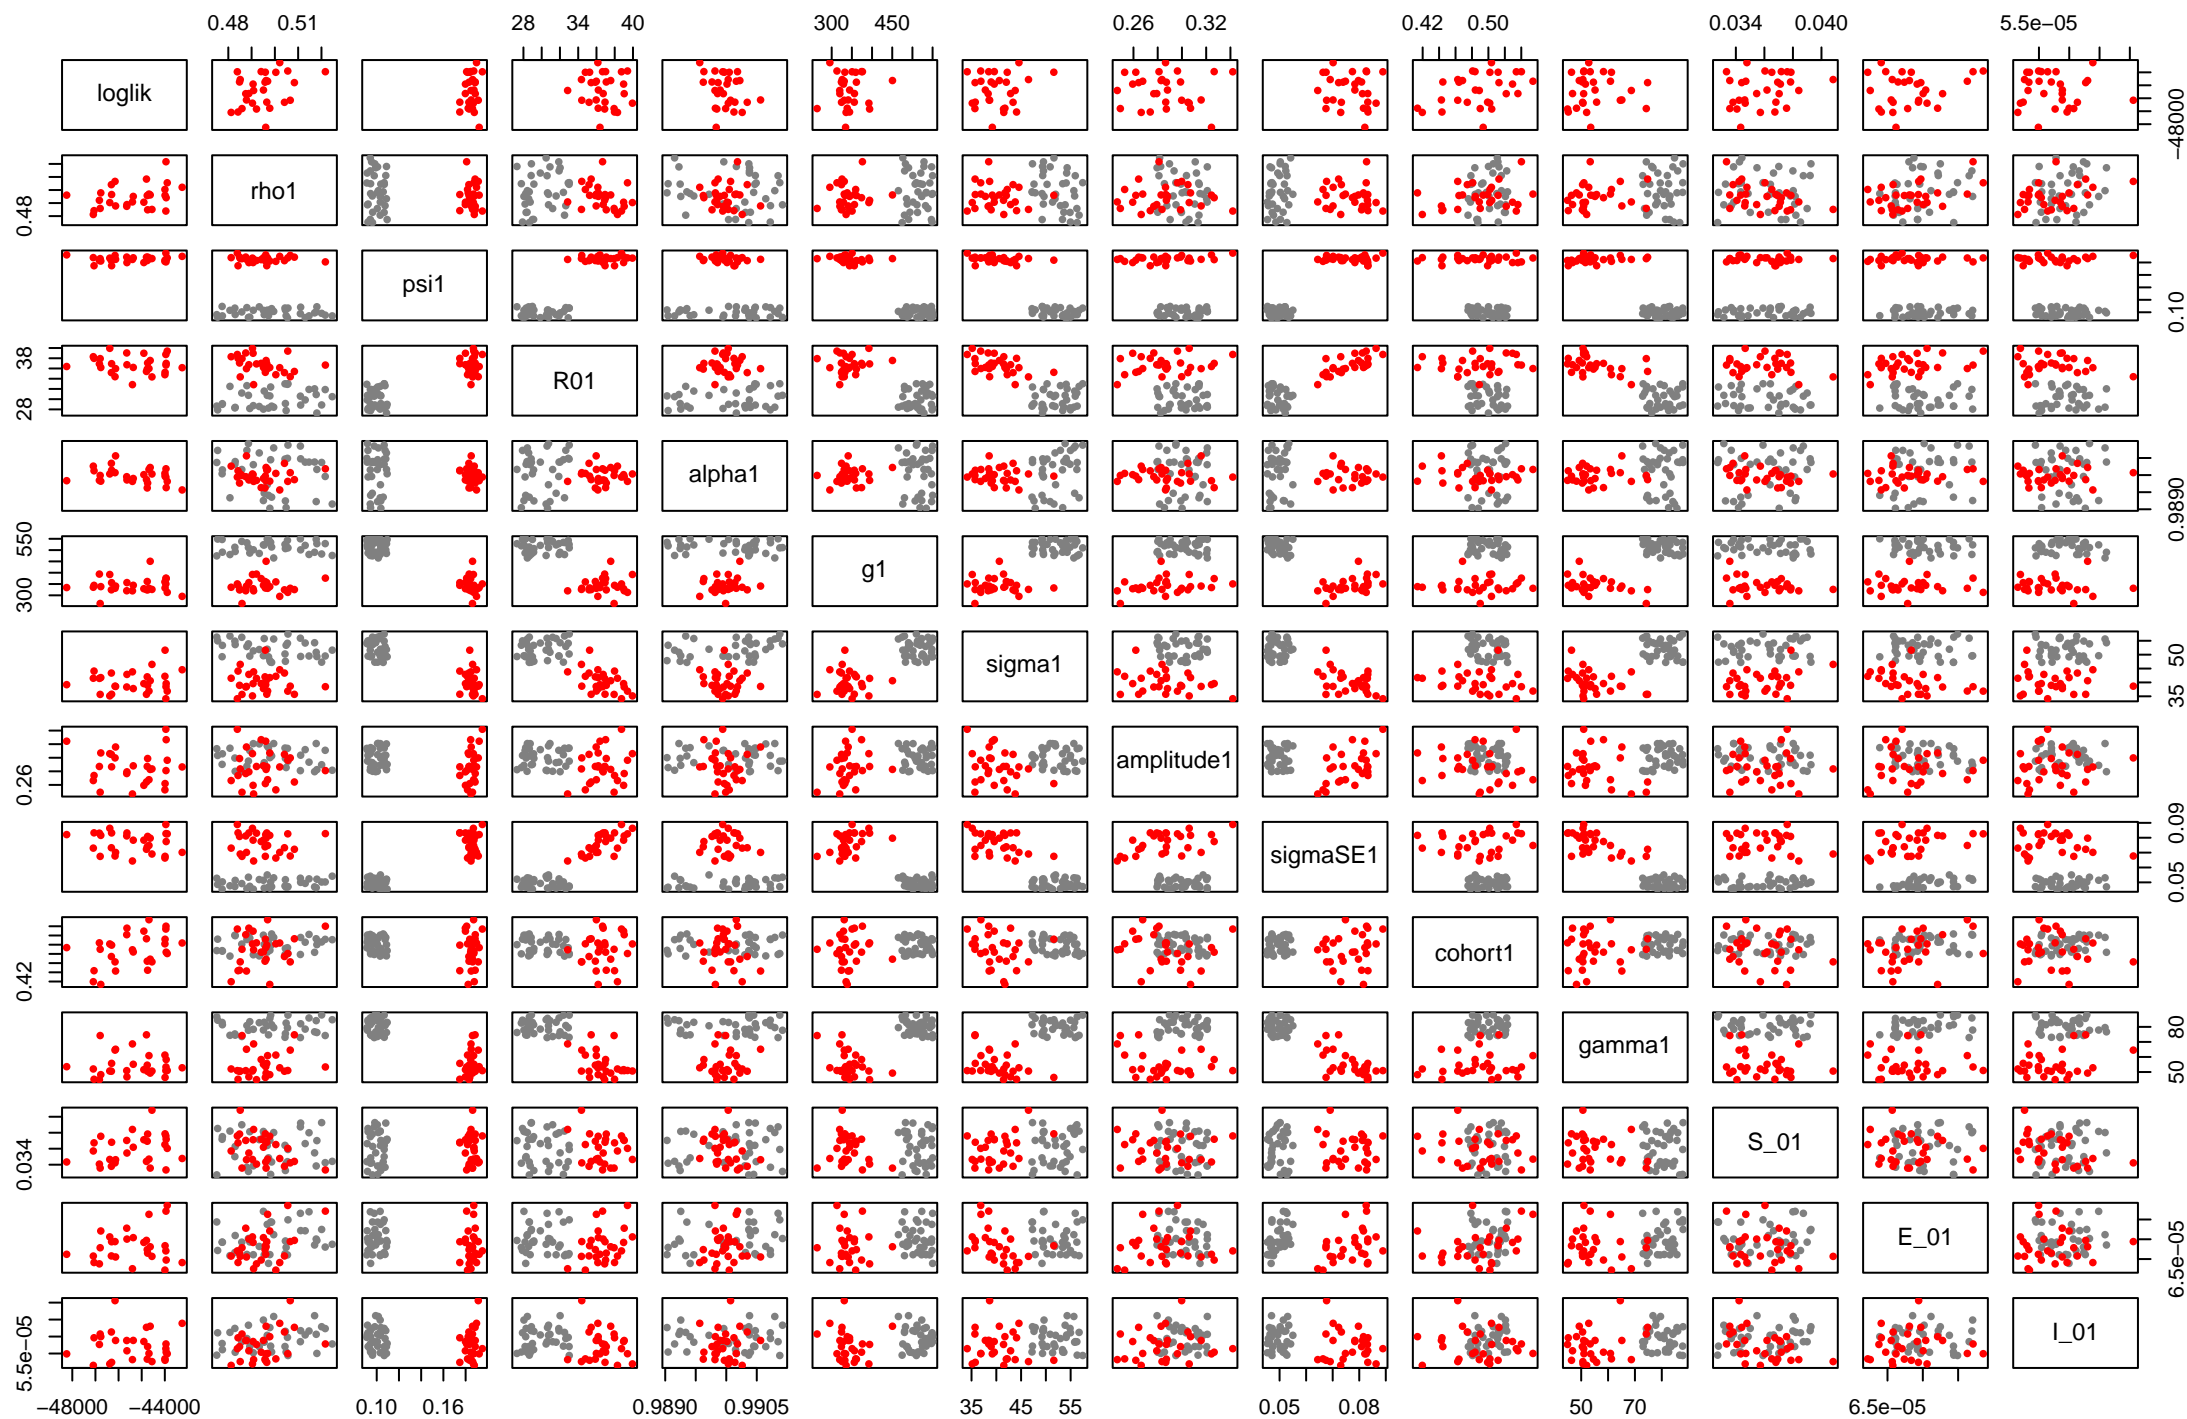 0.48 0.51 28 34 40 300 450 0.26 0.32 0.42 0.50 0.034 0.040 5.5e-05
loglik -48000
0.48 rho1
psi1 0.10
28 38 R01
alpha1 0.9890
300 550 g1
sigma1 35 50
0.26 amplitude1
sigmaSE1 0.05 0.09
0.42 cohort1
gamma1 50 80
0.034 S_01
E_01 6.5e-05
5.5e-05 I_01
-48000 -44000 0.10 0.16 0.9890 0.9905 35 45 55 0.05 0.08 50 70 6.5e-05